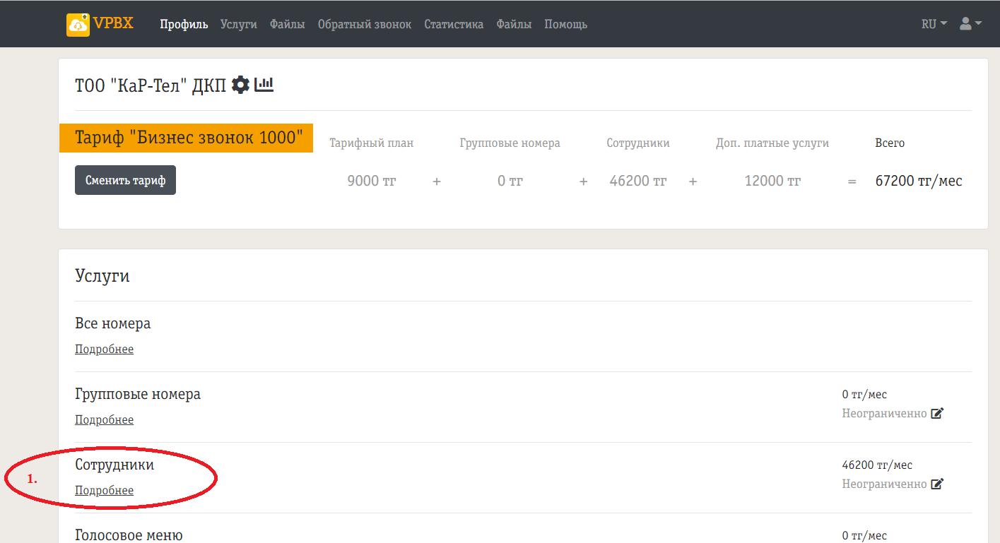 VPBX Профиль Услуги Файлы Обратный звонок Статистика Файлы Помощь RU
ТОО "КаР-Тел" ДКП
Тариф "Бизнес звонок 1000"
Тарифный план Групповые номера Сотрудники Доп. платные услуги Всего
Сменить тариф 9000 тг + 0 тг + 46200 тг + 12000 тг = 67200 тг/мес
Услуги
Все номера
Подробнее
Групповые номера 0 тг/мес
Подробнее Неограниченно
Сотрудники 46200 тг/мес
1.
Подробнее Неограниченно
Голосовое меню 0 тг/мес